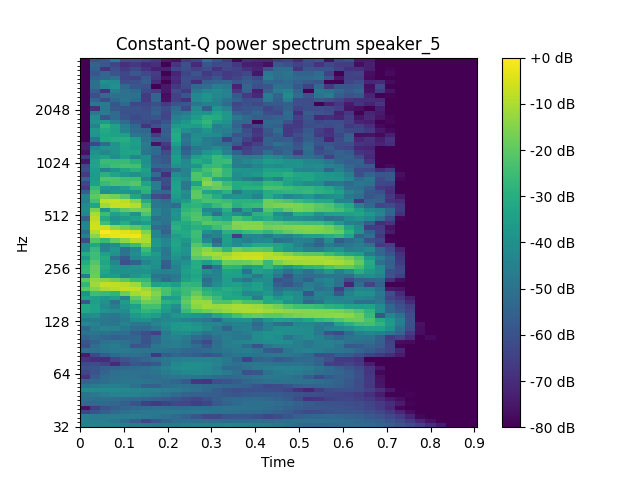 Constant-Q power spectrum speaker_5
Hz
2048
1024
512
256
128
64
32
0 0.1 0.2 0.3 0.4 0.5 0.6 0.7 0.8 0.9
Time
+0 dB
-10 dB
-20 dB
-30 dB
-40 dB
-50 dB
-60 dB
-70 dB
-80 dB